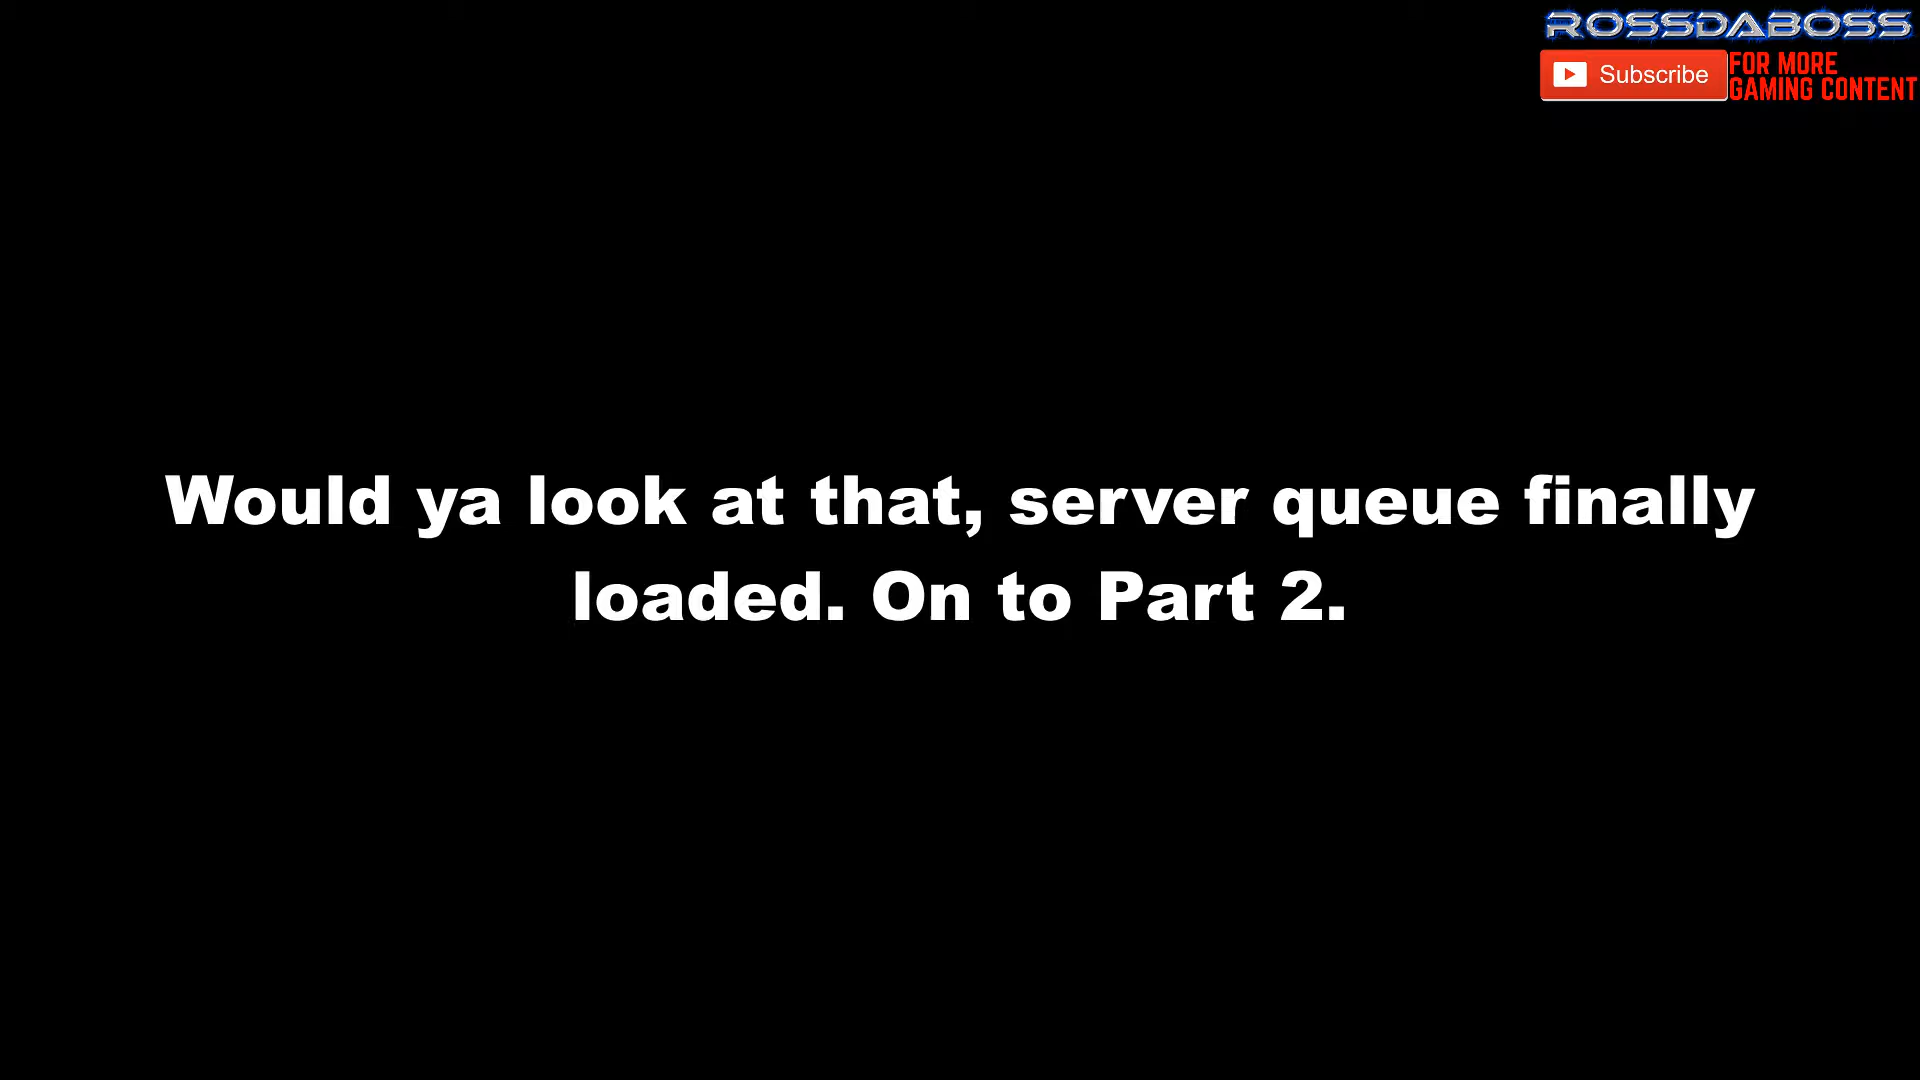 ROSSDABOSS
Subscribe
FOR MORE
GAMING CONTENT
Would ya look at that, server queue finally
loaded. On to Part 2.